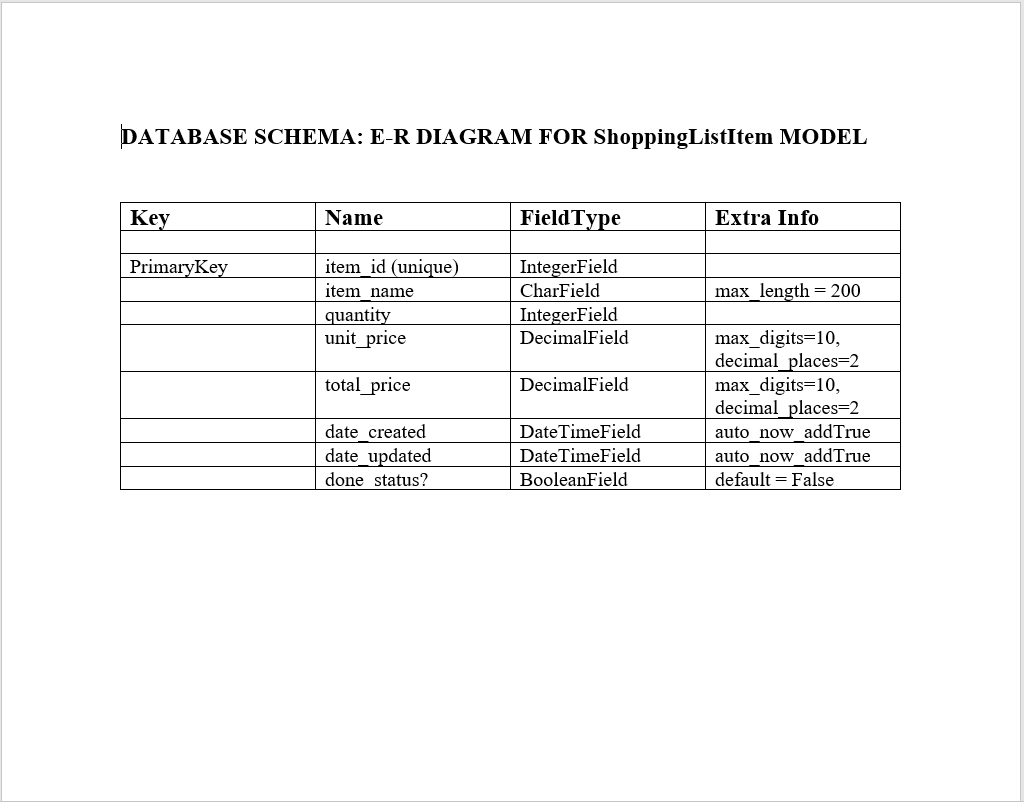 DATABASE SCHEMA: E-R DIAGRAM FOR ShoppingListItem MODEL
Key Name FieldType Extra Info
PrimaryKey item_id (unique) IntegerField
item_name CharField max_length = 200
quantity IntegerField
unit_price DecimalField max_digits=10,
decimal_places=2
total_price DecimalField max_digits=10,
decimal_places=2
date_created DateTimeField auto_now_addTrue
date_updated DateTimeField auto_now_addTrue
done_status? BooleanField default = False